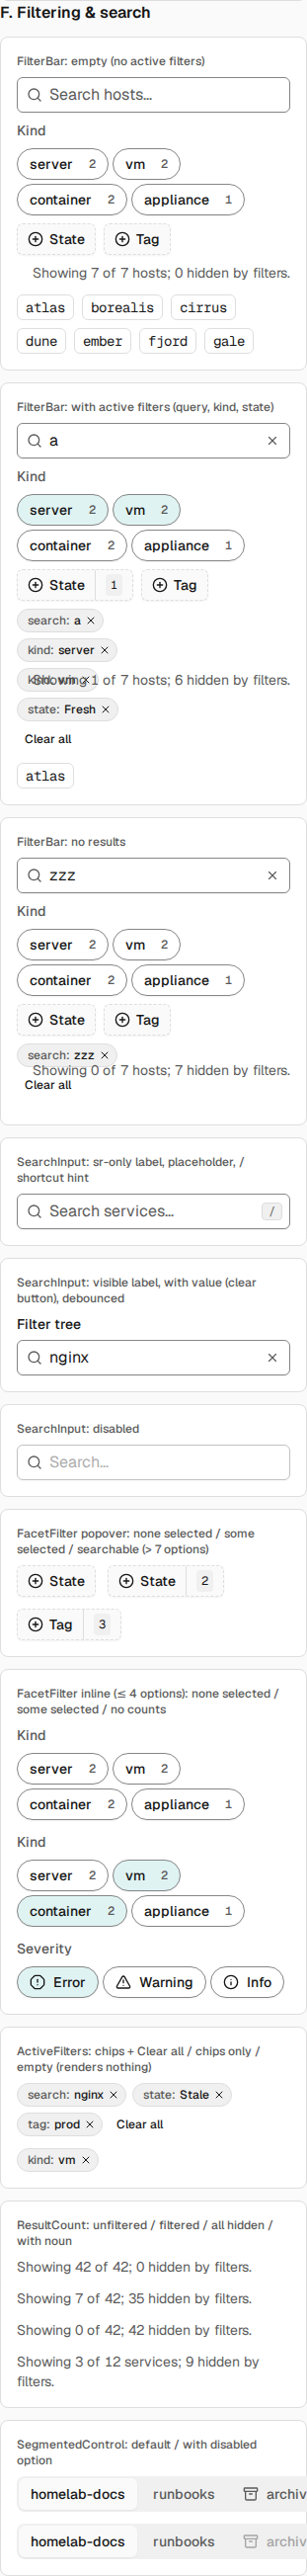 F. Filtering & search
FilterBar: empty (no active filters)
Search hosts...
Kind
server 2 vm 2
container 2 appliance 1
State Tag
Showing 7 of 7 hosts; 0 hidden by filters.
atlas borealis cirrus
dune ember fjord gale
FilterBar: with active filters (query, kind, state)
a
Kind
server 2 vm 2
container 2 appliance 1
State 1 Tag
search: a
kind: server
kind: vm
Showing 1 of 7 hosts; 6 hidden by filters.
state: Fresh
Clear all
atlas
FilterBar: no results
zzz
Kind
server 2 vm 2
container 2 appliance 1
State Tag
search: zzz
Showing 0 of 7 hosts; 7 hidden by filters.
Clear all
SearchInput: sr-only label, placeholder, /
shortcut hint
Search services... /
SearchInput: visible label, with value (clear
button), debounced
Filter tree
nginx
SearchInput: disabled
Search...
FacetFilter popover: none selected / some
selected / searchable (> 7 options)
State State 2
Tag 3
FacetFilter inline (≤ 4 options): none selected /
some selected / no counts
Kind
server 2 vm 2
container 2 appliance 1
Kind
server 2 vm 2
container 2 appliance 1
Severity
Error Warning Info
ActiveFilters: chips + Clear all / chips only /
empty (renders nothing)
search: nginx state: Stale
tag: prod Clear all
kind: vm
ResultCount: unfiltered / filtered / all hidden /
with noun
Showing 42 of 42; 0 hidden by filters.
Showing 7 of 42; 35 hidden by filters.
Showing 0 of 42; 42 hidden by filters.
Showing 3 of 12 services; 9 hidden by
filters.
SegmentedControl: default / with disabled
option
homelab-docs runbooks archiv
homelab-docs runbooks archiv